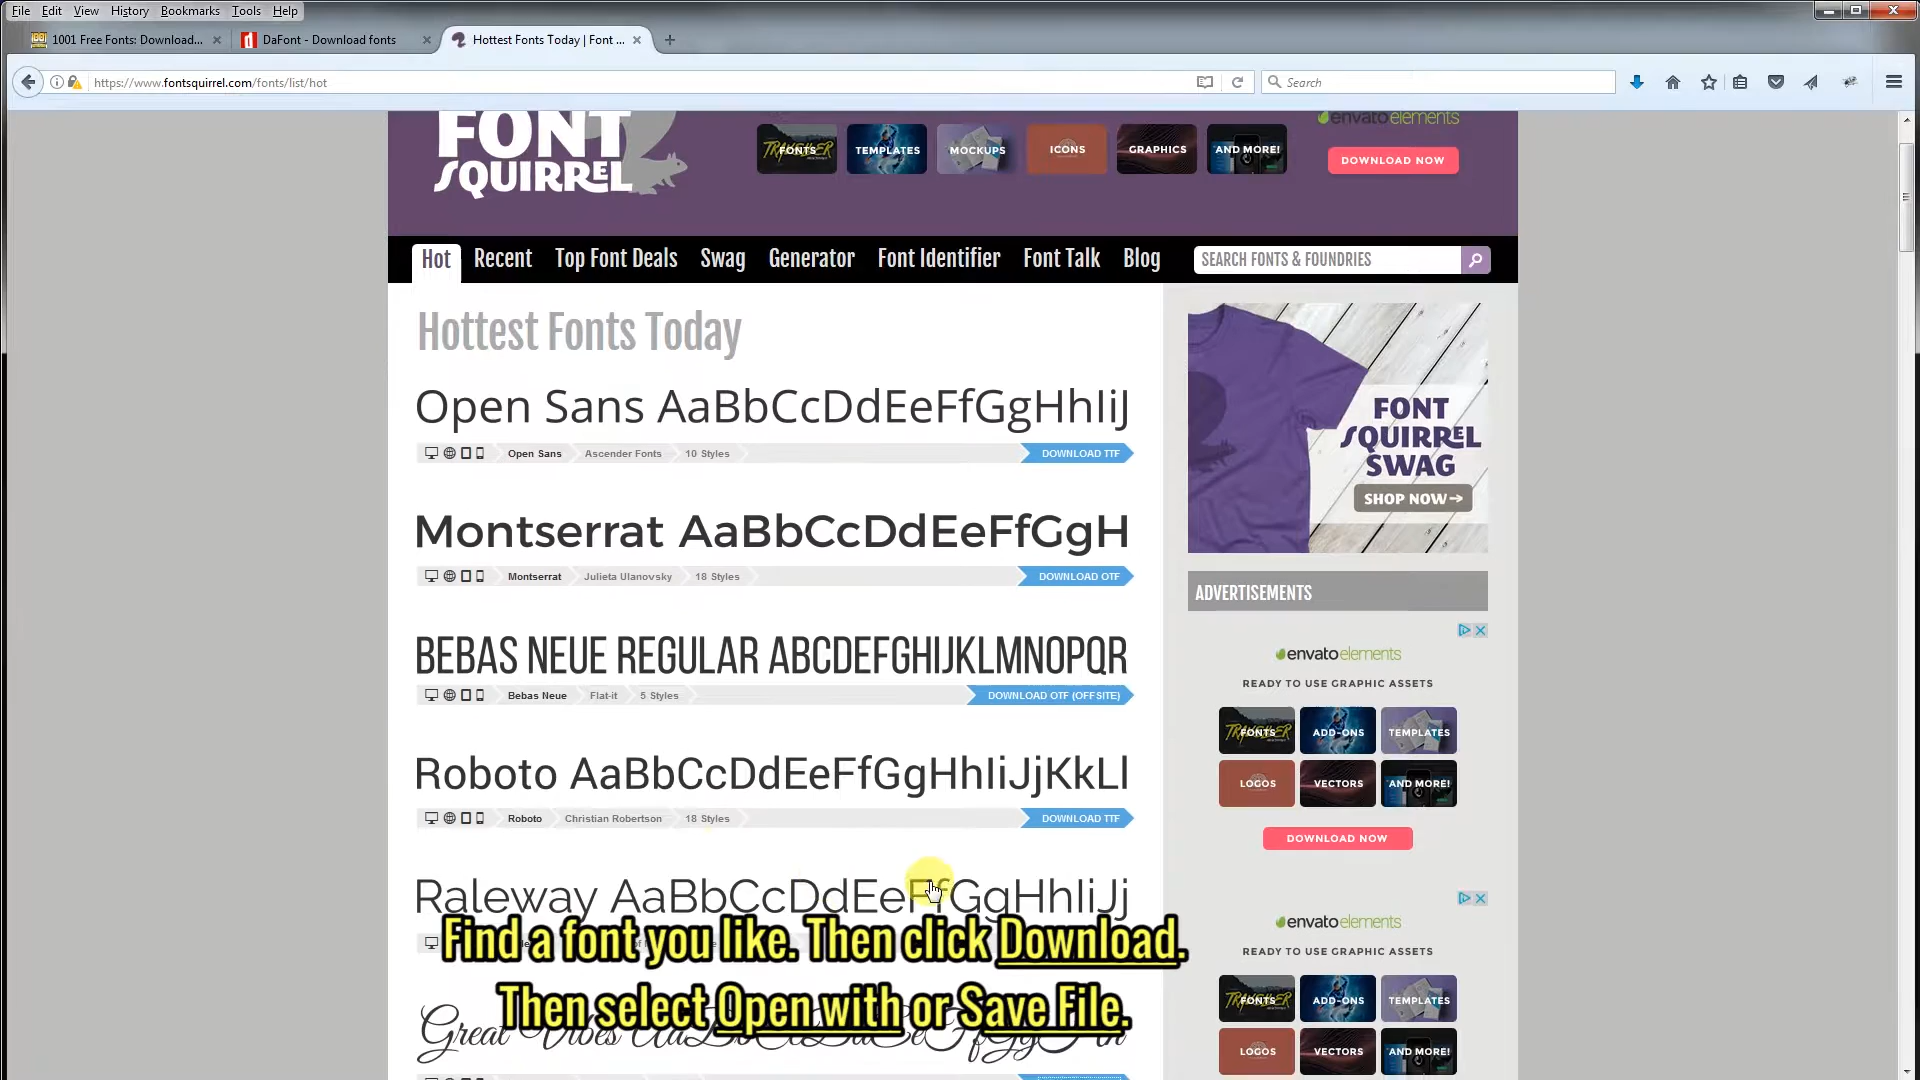 File Edit View History Bookmarks Tools Help
1001 Free Fonts: Download...
DaFont - Download fonts
Hottest Fonts Today | Font ...
https://www.fontsquirrel.com/fonts/list/hot
Search
FONT
SQUIRREL
FONTS
TEMPLATES
MOCKUPS
ICONS
GRAPHICS
AND MORE!
envatoelements
DOWNLOAD NOW
Hot Recent Top Font Deals Swag Generator Font Identifier Font Talk Blog
SEARCH FONTS & FOUNDRIES
Hottest Fonts Today
Open Sans AaBbCcDdEeFfGgHhIiJ
Open Sans Ascender Fonts 10 Styles DOWNLOAD TTF
Montserrat AaBbCcDdEeFfGgH
Montserrat Julieta Ulanovsky 18 Styles DOWNLOAD OTF
BEBAS NEUE REGULAR ABCDEFGHIJKLMNOPQR
Bebas Neue Flat-it 5 Styles DOWNLOAD OTF (OFFSITE)
Roboto AaBbCcDdEeFfGgHhIiJjKkLl
Roboto Christian Robertson 18 Styles DOWNLOAD TTF
Raleway AaBbCcDdEeFfGgHhIiJj
Find a font you like. Then click Download.
Then select Open with or Save File.
Great Vibes
FONT
SQUIRREL
SWAG
SHOP NOW
ADVERTISEMENTS
envatoelements
READY TO USE GRAPHIC ASSETS
FONTS ADD-ONS TEMPLATES
LOGOS VECTORS AND MORE!
DOWNLOAD NOW
envatoelements
READY TO USE GRAPHIC ASSETS
FONTS ADD-ONS TEMPLATES
LOGOS VECTORS AND MORE!